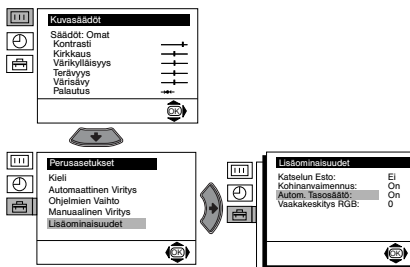 Kuvasäädöt
Säädöt: Omat
Kontrasti
Kirkkaus
Värikylläisyys
Terävyys
Värisävy
Palautus
OK
Perusasetukset
Kieli
Automaattinen Viritys
Ohjelmien Vaihto
Manuaalinen Viritys
Lisäominaisuudet
OK
Lisäominaisuudet
Katselun Esto: Ei
Kohinanvaimennus: On
Autom. Tasosäätö: On
Vaakakeskitys RGB: 0
OK